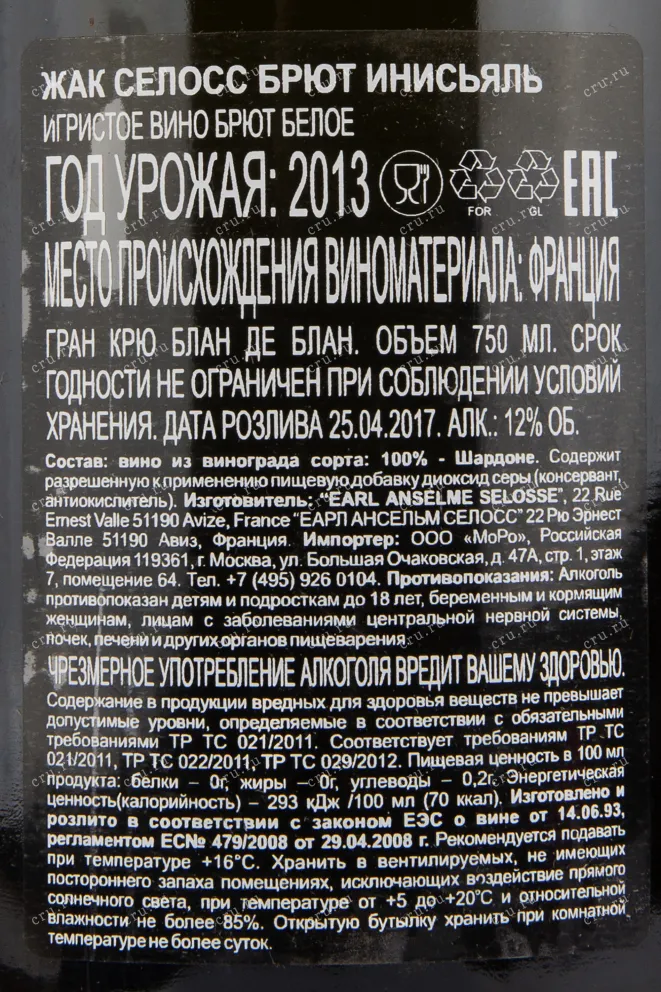 ЖАК СЕЛОСС БРЮТ ИНИСЬЯЛЬ
ИГРИСТОЕ ВИНО БРЮТ БЕЛОЕ
ГОД УРОЖАЯ: 2013
FOR GL EAC
МЕСТО ПРОИСХОЖДЕНИЯ ВИНОМАТЕРИАЛА: ФРАНЦИЯ
ГРАН КРЮ БЛАН ДЕ БЛАН. ОБЪЕМ 750 МЛ. СРОК
ГОДНОСТИ НЕ ОГРАНИЧЕН ПРИ СОБЛЮДЕНИИ УСЛОВИЙ
ХРАНЕНИЯ. ДАТА РОЗЛИВА 25.04.2017. АЛК.: 12% ОБ.
Состав: вино из винограда сорта: 100% - Шардоне. Содержит
разрешенную к применению пищевую добавку диоксид серы (консервант,
антиокислитель). Изготовитель: "EARL ANSELME SELOSSE", 22 Rue
Ernest Valle 51190 Avize, France "ЕАРЛ АНСЕЛЬМ СЕЛОСС" 22 Рю Эрнест
Валле 51190 Авиз, Франция. Импортер: ООО «МоРо», Российская
Федерация 119361, г. Москва, ул. Большая Очаковская, д. 47А, стр. 1, этаж
7, помещение 64. Тел. +7 (495) 926 0104. Противопоказания: Алкоголь
противопоказан детям и подросткам до 18 лет, беременным и кормящим
женщинам, лицам с заболеваниями центральной нервной системы,
почек, печени и других органов пищеварения.
ЧРЕЗМЕРНОЕ УПОТРЕБЛЕНИЕ АЛКОГОЛЯ ВРЕДИТ ВАШЕМУ ЗДОРОВЬЮ.
Содержание в продукции вредных для здоровья веществ не превышает
допустимые уровни, определяемые в соответствии с обязательными
требованиями ТР ТС 021/2011. Соответствует требованиям ТР ТС
021/2011, ТР ТС 022/2011; ТР ТС 029/2012. Пищевая ценность в 100 мл
продукта: белки – 0г, жиры –0г, углеводы – 0,2г. Энергетическая
ценность(калорийность) – 293 кДж /100 мл (70 ккал). Изготовлено и
розлито в соответствии с законом ЕЭС о вине от 14.06.93,
регламентом ЕС№ 479/2008 от 29.04.2008 г. Рекомендуется подавать
при температуре +16°С. Хранить в вентилируемых, не имеющих
постороннего запаха помещениях, исключающих воздействие прямого
солнечного света, при температуре от +5 до +20°С и относительной
влажности не более 85%. Открытую бутылку хранить при комнатной
температуре не более суток.
cru.ru